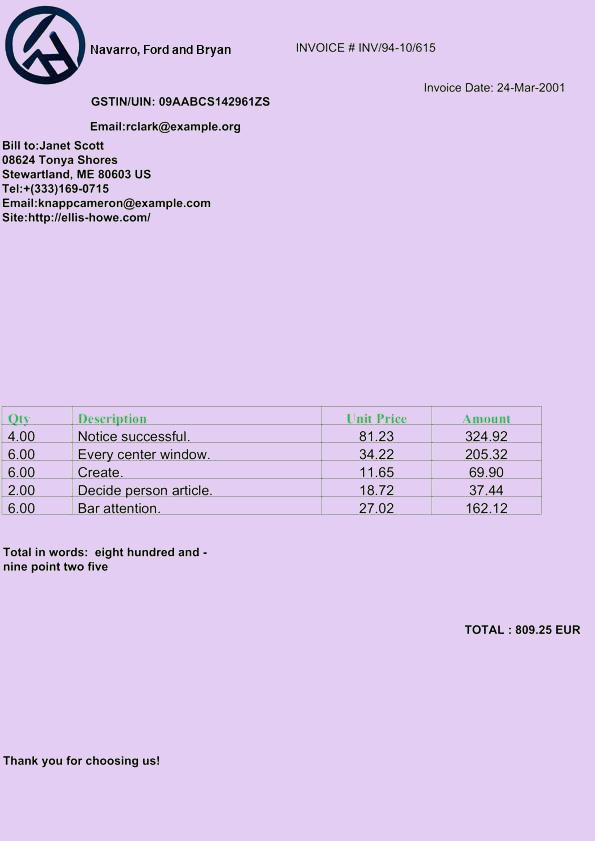 Navarro, Ford and Bryan
INVOICE # INV/94-10/615
Invoice Date: 24-Mar-2001
GSTIN/UIN: 09AABCS142961ZS
Email:rclark@example.org
Bill to:Janet Scott
08624 Tonya Shores
Stewartland, ME 80603 US
Tel:+(333)169-0715
Email:knappcameron@example.com
Site:http://ellis-howe.com/
Qty Description Unit Price Amount
4.00 Notice successful. 81.23 324.92
6.00 Every center window. 34.22 205.32
6.00 Create. 11.65 69.90
2.00 Decide person article. 18.72 37.44
6.00 Bar attention. 27.02 162.12
Total in words:  eight hundred and -
nine point two five
TOTAL : 809.25 EUR
Thank you for choosing us!